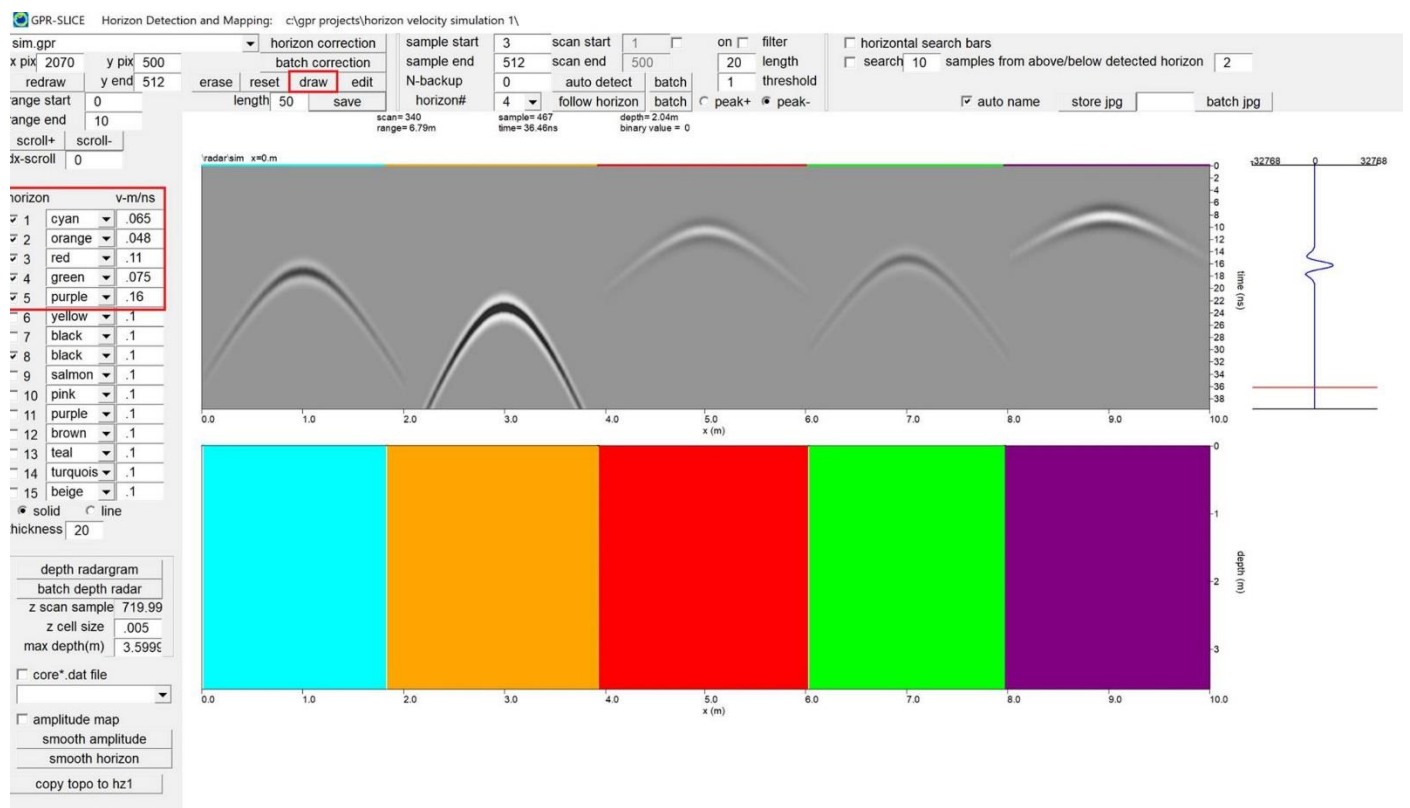 GPR-SLICE Horizon Detection and Mapping: c:\gpr projects\horizon velocity simulation 1\
sim.gpr horizon correction sample start 3 scan start 1 on filter horizontal search bars
x pix 2070 y pix 500 batch correction sample end 512 scan end 500 20 length search 10 samples from above/below detected horizon 2
redraw y end 512 erase reset draw edit N-backup 0 auto detect batch 1 threshold
range start 0 length 50 save horizon# 4 follow horizon batch peak+ peak- auto name store jpg batch jpg
range end 10 scan= 340 sample= 467 depth= 2.04m
range= 6.79m time= 36.46ns binary value = 0
scroll+ scroll-
dx-scroll 0
\radar\sim x=0.m
-32768 0 32768
horizon v-m/ns
1 cyan .065
2 orange .048
3 red .11
4 green .075
5 purple .16
6 yellow .1
7 black .1
8 black .1
9 salmon .1
10 pink .1
11 purple .1
12 brown .1
13 teal .1
14 turquois .1
15 beige .1
solid line
thickness 20
depth radargram
batch depth radar
z scan sample 719.99
z cell size .005
max depth(m) 3.5999
core*.dat file
amplitude map
smooth amplitude
smooth horizon
copy topo to hz1
-0
-2
-4
-6
-8
-10
-12
-14
-16
-18
-20
-22
-24
-26
-28
-30
-32
-34
-36
-38
time (ns)
0.0 1.0 2.0 3.0 4.0 5.0 6.0 7.0 8.0 9.0 10.0
x (m)
-0
-1
-2
-3
depth (m)
0.0 1.0 2.0 3.0 4.0 5.0 6.0 7.0 8.0 9.0 10.0
x (m)